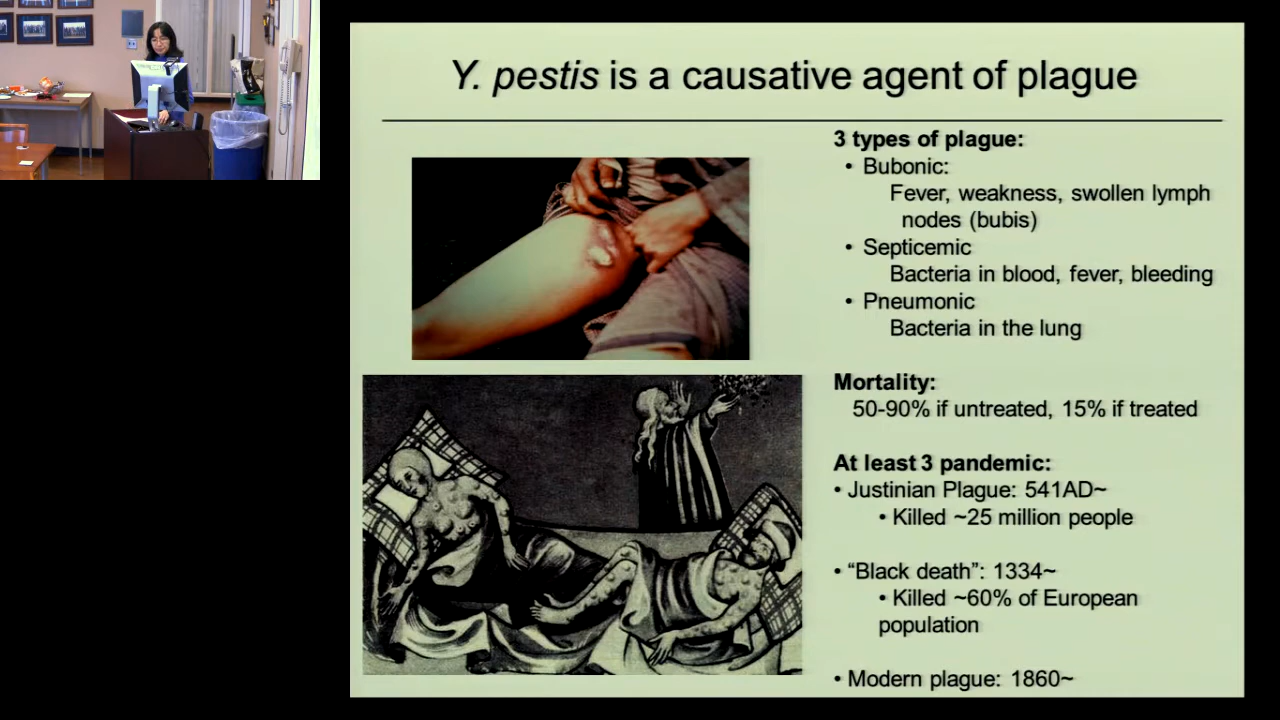 Y. pestis is a causative agent of plague
3 types of plague:
• Bubonic:
Fever, weakness, swollen lymph
nodes (bubis)
• Septicemic
Bacteria in blood, fever, bleeding
• Pneumonic
Bacteria in the lung
Mortality:
50-90% if untreated, 15% if treated
At least 3 pandemic:
• Justinian Plague: 541AD~
• Killed ~25 million people
• “Black death”: 1334~
• Killed ~60% of European
population
• Modern plague: 1860~